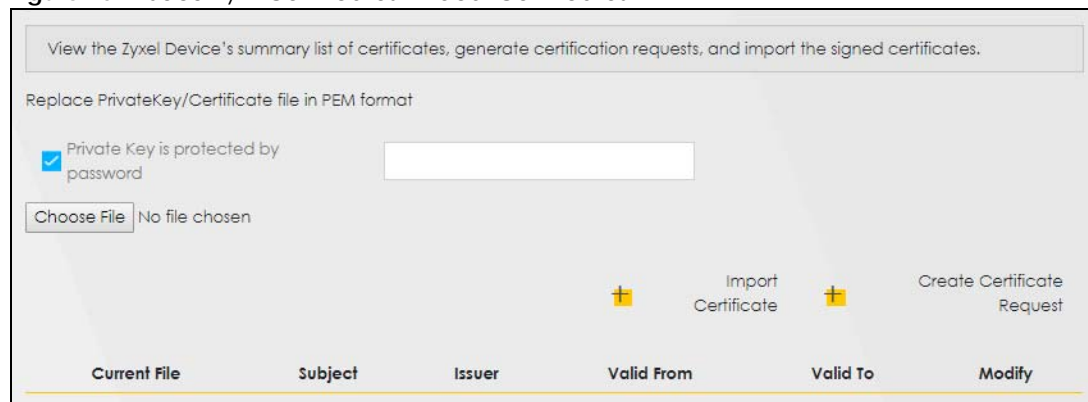 View the Zyxel Device's summary list of certificates, generate certification requests, and import the signed certificates.
Replace PrivateKey/Certificate file in PEM format
Private Key is protected by
password
Choose File No file chosen
Import
Certificate
Create Certificate
Request
Current File Subject Issuer Valid From Valid To Modify